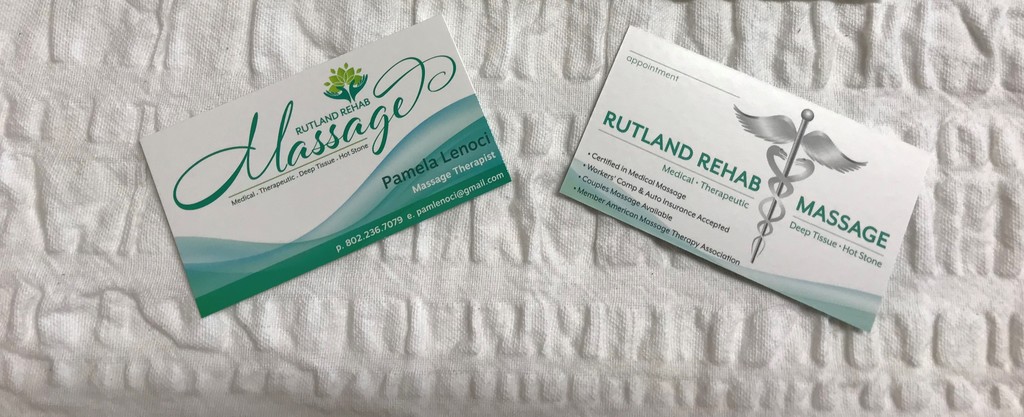 RUTLAND REHAB
Massage
Medical • Therapeutic • Deep Tissue • Hot Stone
Pamela Lenoci
Massage Therapist
p. 802.236.7079 e. pamlenoci@gmail.com
appointment
RUTLAND REHAB
Medical • Therapeutic
MASSAGE
Deep Tissue • Hot Stone
• Certified in Medical Massage
• Workers' Comp & Auto Insurance Accepted
• Couples Massage Available
• Member American Massage Therapy Association